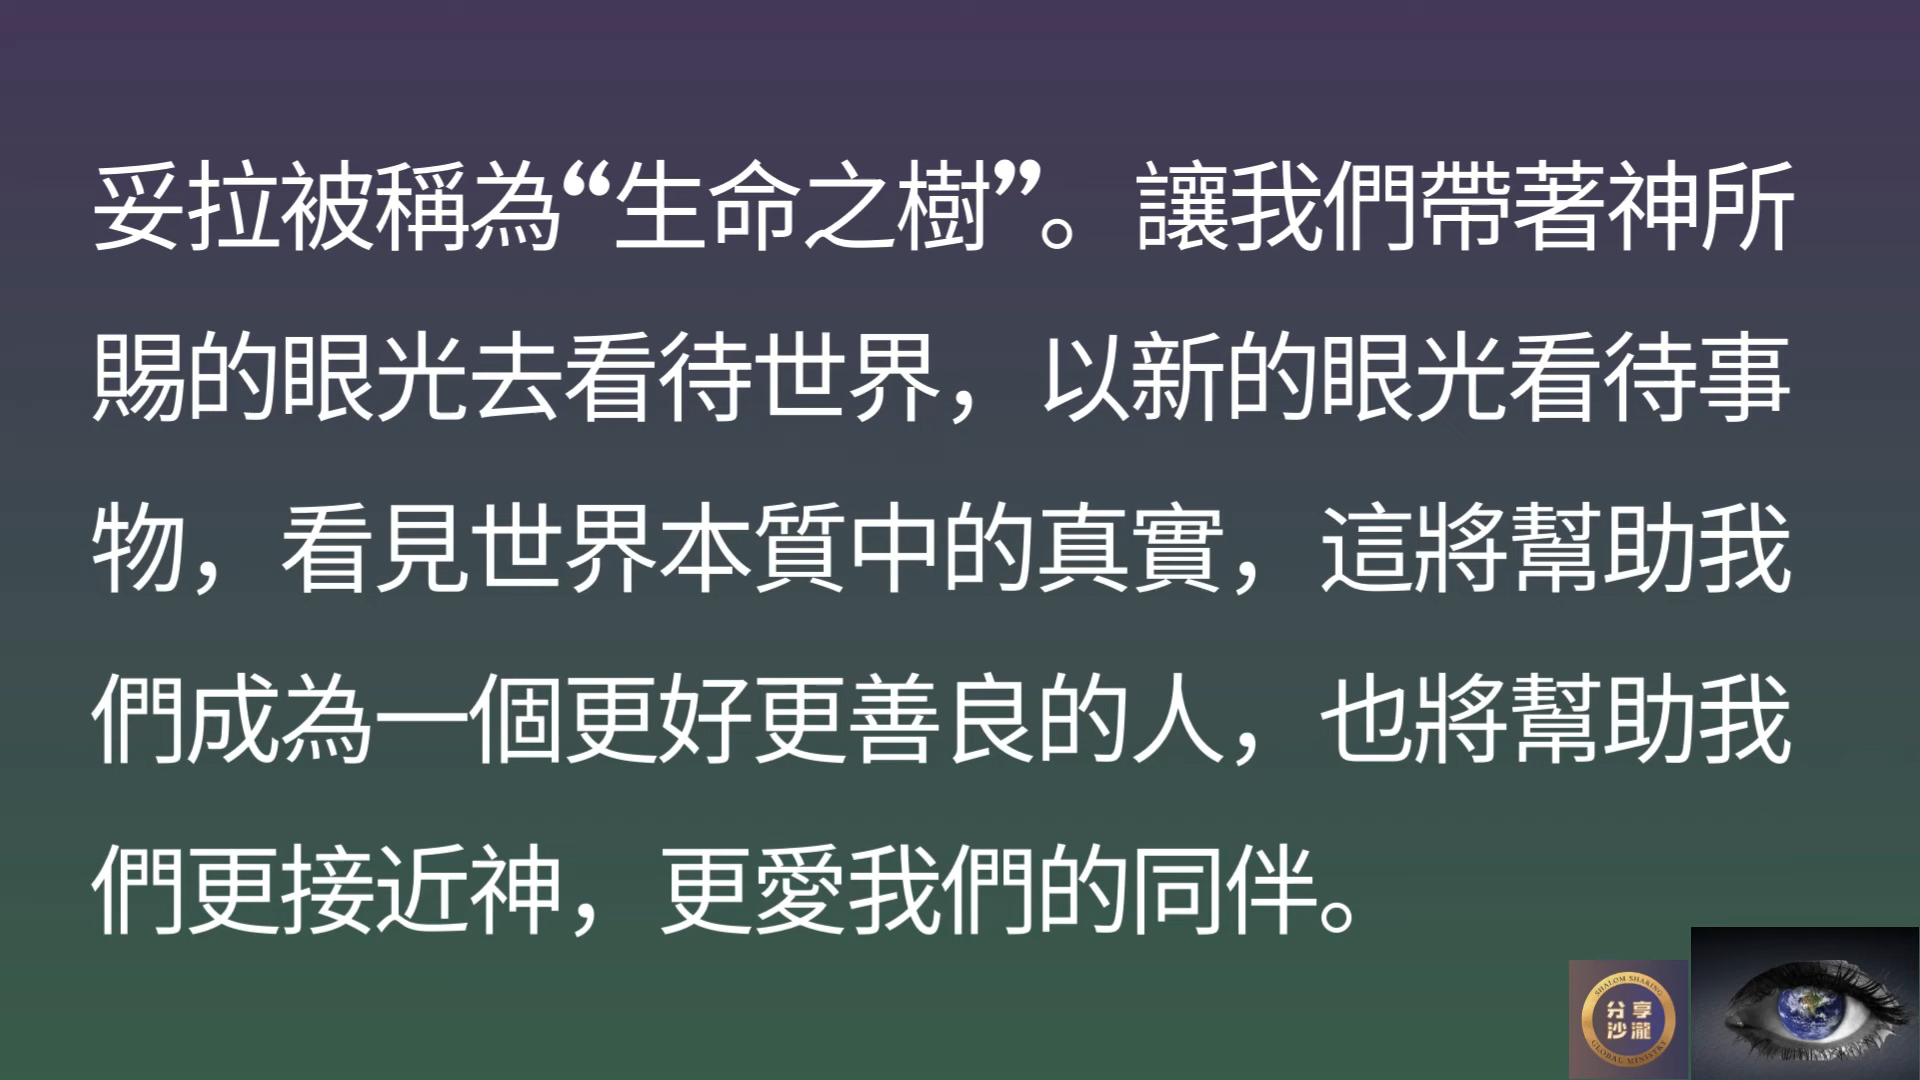 妥拉被稱為“生命之樹”。讓我們帶著神所
賜的眼光去看待世界，以新的眼光看待事
物，看見世界本質中的真實，這將幫助我
們成為一個更好更善良的人，也將幫助我
們更接近神，更愛我們的同伴。
SHALOM SHARING
分享
沙瀧
GLOBAL MINISTRY